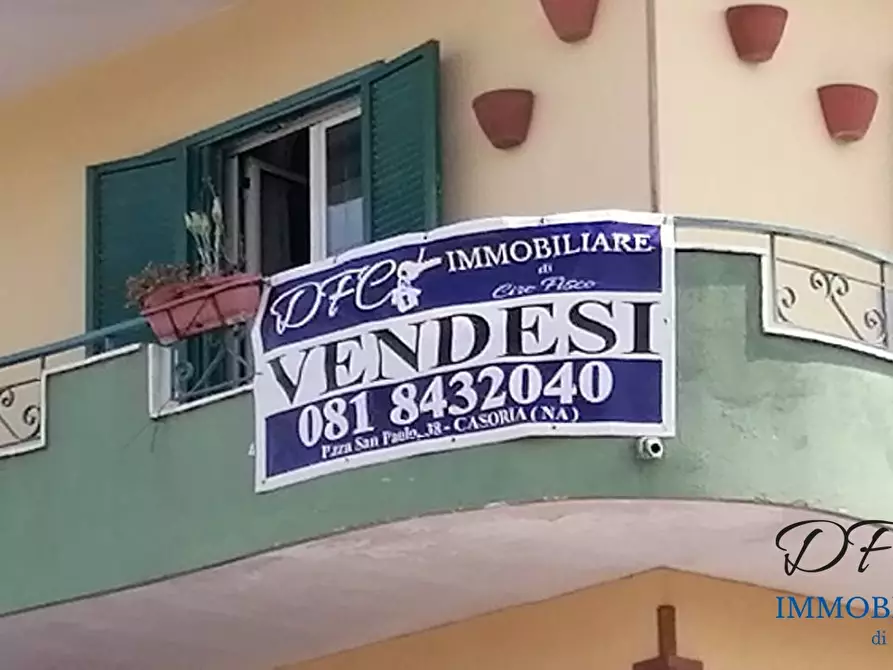 DFC IMMOBILIARE
di
Ciro Fisco
VENDESI
081 8432040
P.zza San Paolo, 38 - CASORIA (NA)
DF
IMMOB
di